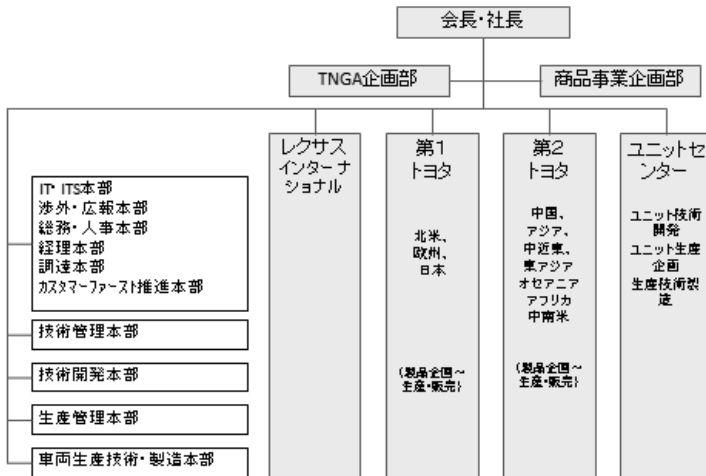 会長・社長
TNGA企画部
商品事業企画部
レクサス
インターナ
ショナル
第1
トヨタ
北米、
欧州、
日本
(製品企画～
生産・販売)
第2
トヨタ
中国、
アジア、
中近東、
東アジア
オセアニア
アフリカ
中南米
(製品企画～
生産・販売)
ユニットセ
ンター
ユニット技術
開発
ユニット生産
企画
生産技術製
造
IT・ITS本部
渉外・広報本部
総務・人事本部
経理本部
調達本部
カスタマーファースト推進本部
技術管理本部
技術開発本部
生産管理本部
車両生産技術・製造本部